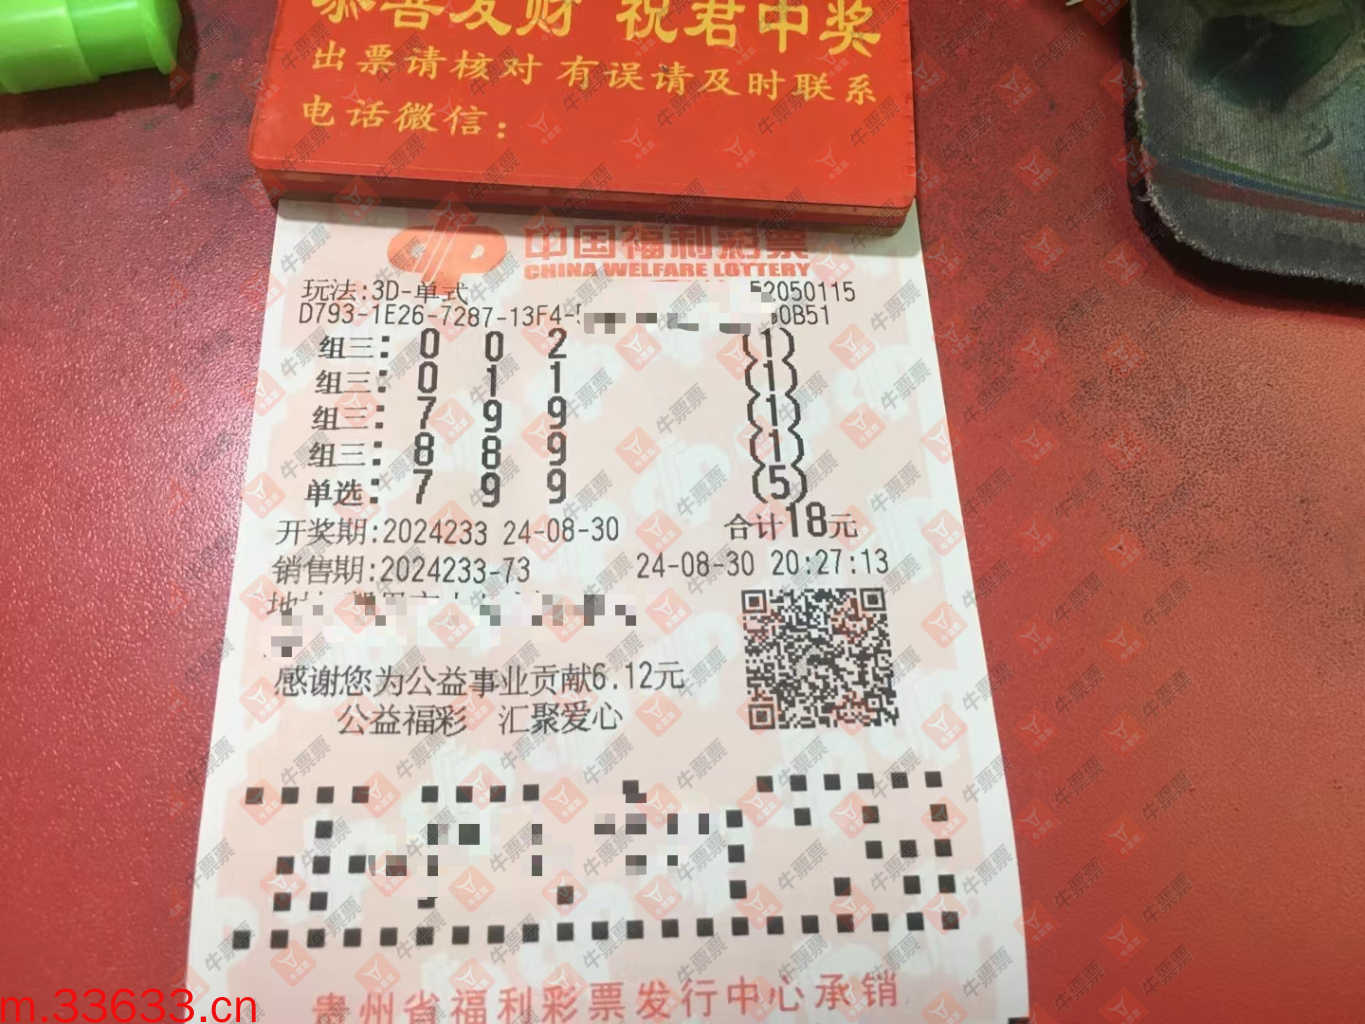 恭喜发财 祝君中奖
出票请核对 有误请及时联系
电话微信：
中国福利彩票
CHINA WELFARE LOTTERY
玩法:3D-单式 52050115
D793-1E26-7287-13F4- 0B51
组三: 0 0 2 (1)
组三: 0 1 1 (1)
组三: 7 9 9 (1)
组三: 8 8 9 (1)
单选: 7 9 9 (5)
开奖期:2024233 24-08-30 合计18元
销售期:2024233-73 24-08-30 20:27:13
感谢您为公益事业贡献6.12元
公益福彩 汇聚爱心
贵州省福利彩票发行中心承销
m.33633.cn
牛票票